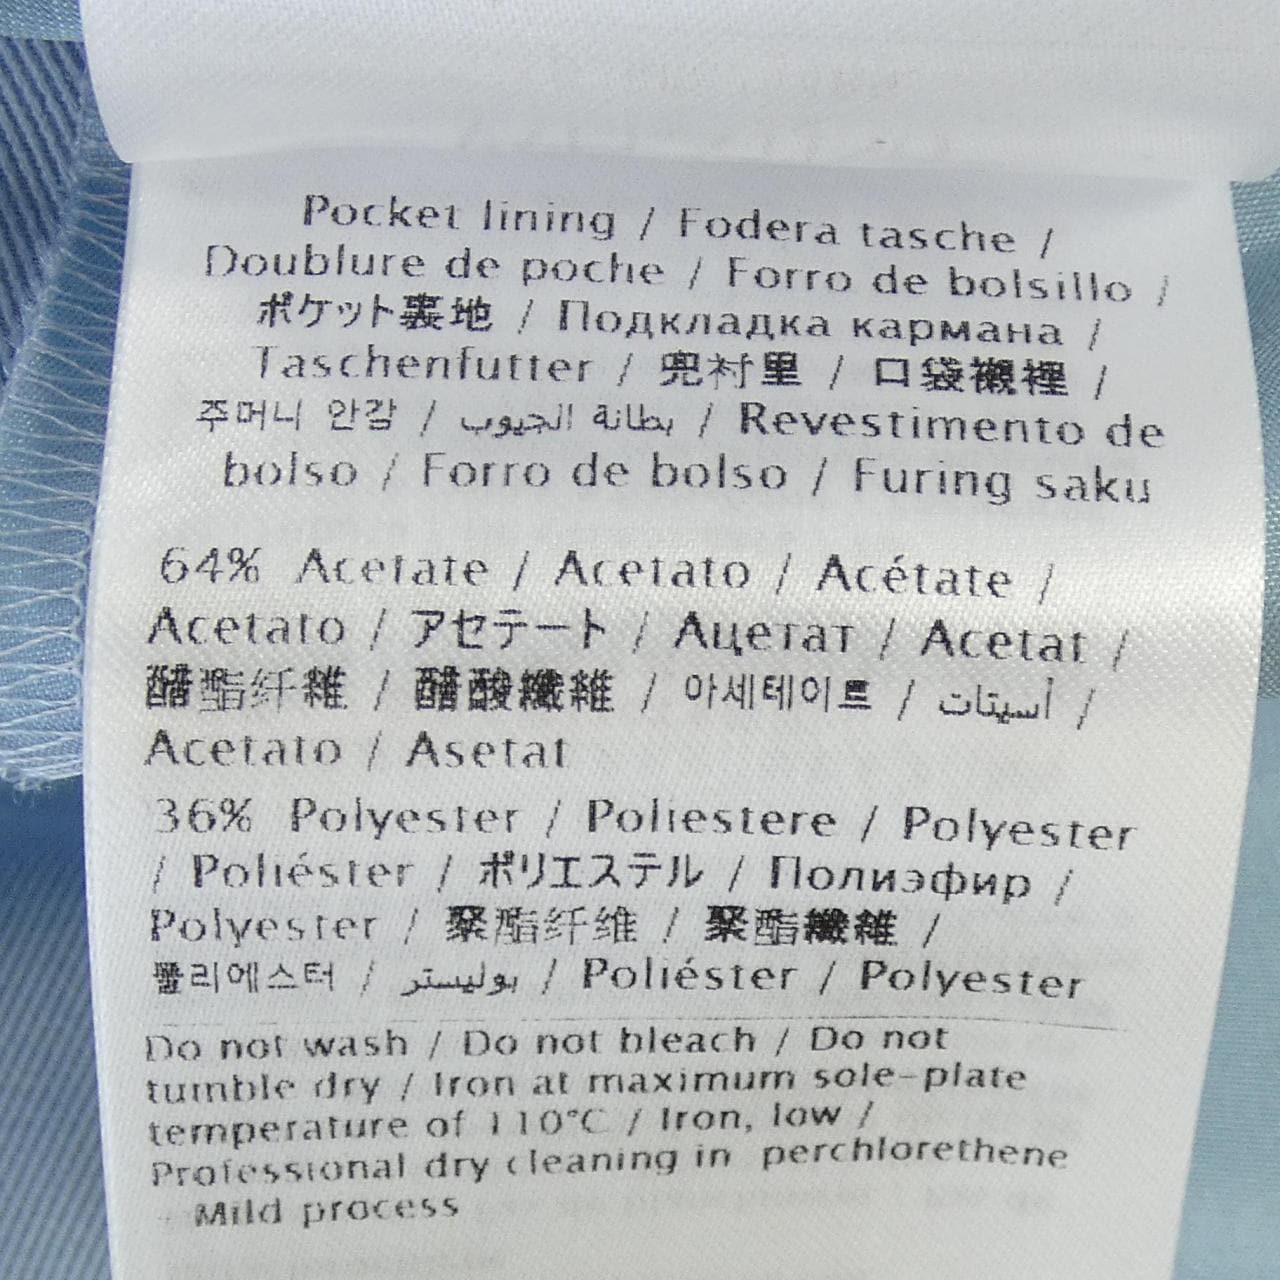 Pocket lining / Fodera tasche /
Doublure de poche / Forro de bolsillo /
ポケット裏地 / Подкладка кармана /
Taschenfutter / 兜衬里 / 口袋襯裡 /
주머니 안감 / بطانة الجيوب / Revestimento de
bolso / Forro de bolso / Furing saku
64% Acetate / Acetato / Acétate /
Acetato / アセテート / Ацетат / Acetat /
醋酯纤維 / 醋酸纖維 / 아세테이트 / أسيتات /
Acetato / Asetat
36% Polyester / Poliestere / Polyester
/ Poliéster / ポリエステル / Полиэфир /
Polyester / 聚酯纤维 / 聚酯纖維 /
폴리에스터 / بوليستر / Poliéster / Polyester
Do not wash / Do not bleach / Do not
tumble dry / Iron at maximum sole-plate
temperature of 110°C / Iron, low /
Professional dry cleaning in perchlorethene
- Mild process